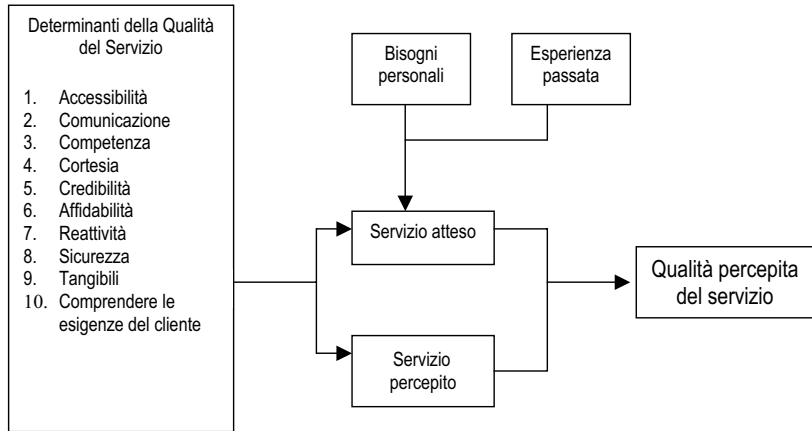 Determinanti della Qualità
del Servizio
1. Accessibilità
2. Comunicazione
3. Competenza
4. Cortesia
5. Credibilità
6. Affidabilità
7. Reattività
8. Sicurezza
9. Tangibili
10. Comprendere le
esigenze del cliente
Bisogni
personali
Esperienza
passata
Servizio atteso
Servizio
percepito
Qualità percepita
del servizio